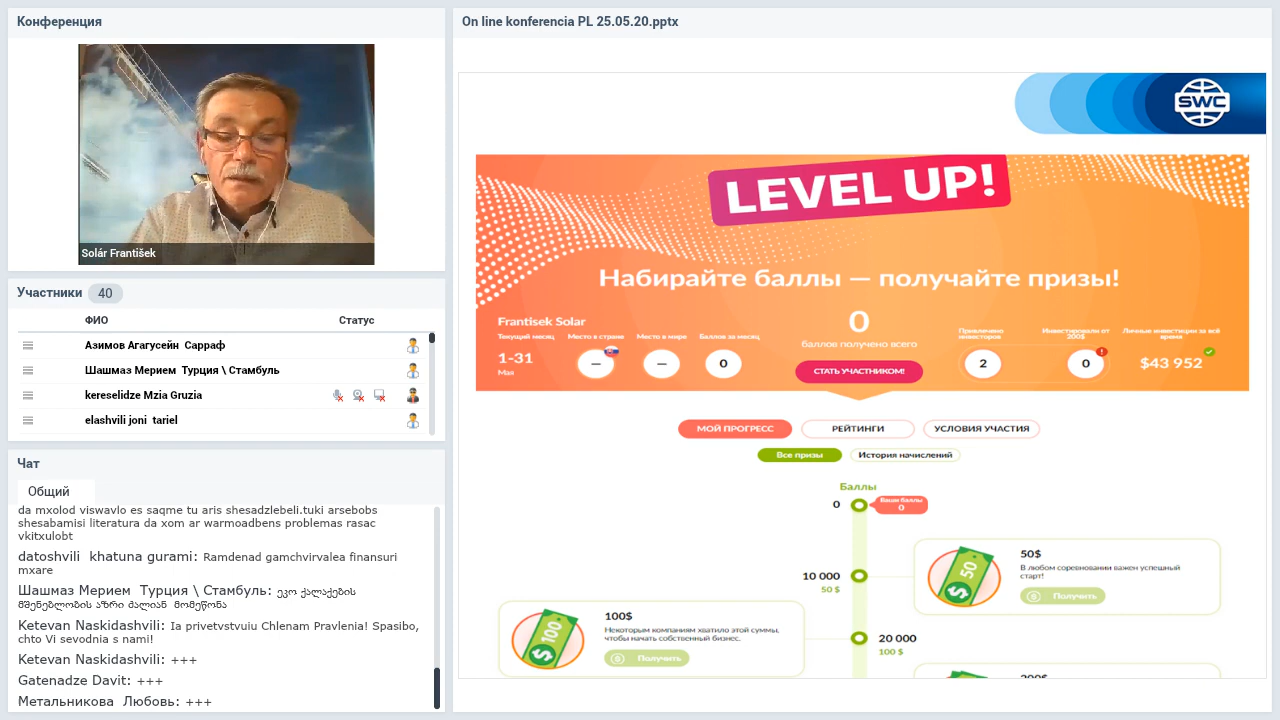 Конференция
Solár František
Участники 40
ФИО Статус
Азимов Агагусейн Сарраф
Шашмаз Мерием Турция \ Стамбуль
kereselidze Mzia Gruzia
elashvili joni tariel
Чат
Общий
da mxolod viswavlo es saqme tu aris shesadzlebeli.tuki arsebobs
shesabamisi literatura da xom ar warmoadbens problemas rasac
vkitxulobt
datoshvili khatuna gurami: Ramdenad gamchvirvalea finansuri
mxare
Шашмаз Мерием Турция \ Стамбуль: ეკო ქალაქების
მშენებლობის აზრი ძალიან მომეწონა
Ketevan Naskidashvili: Ia privetvstvuiu Chlenam Pravlenia! Spasibo,
chto Vi sevodnia s nami!
Ketevan Naskidashvili: +++
Gatenadze Davit: +++
Метальникова Любовь: +++
On line konferencia PL 25.05.20.pptx
SWC
LEVEL UP!
Набирайте баллы — получайте призы!
Frantisek Solar
Текущий месяц Место в стране Место в мире Баллов за месяц
1-31
Мая
— — 0
0
баллов получено всего
СТАТЬ УЧАСТНИКОМ!
Привлечено
инвесторов
2
Инвестировали от
200$
0
!
Личные инвестиции за всё
время
$43 952
МОЙ ПРОГРЕСС РЕЙТИНГИ УСЛОВИЯ УЧАСТИЯ
Все призы История начислений
Баллы
0
Ваши баллы
0
10 000
50 $
50
50$
В любом соревновании важен успешный
старт!
0 Получить
100
100$
Некоторым компаниям хватило этой суммы,
чтобы начать собственный бизнес.
0 Получить
20 000
100 $
200$